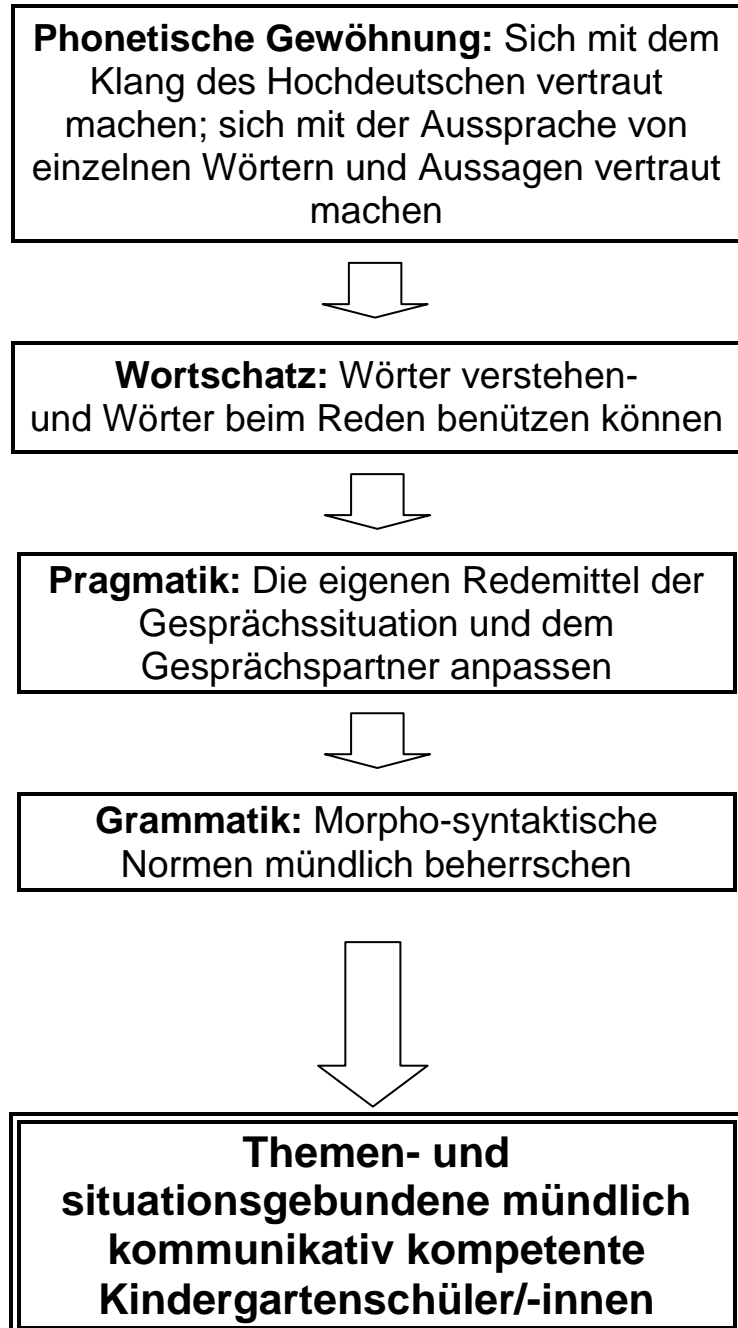 Phonetische Gewöhnung: Sich mit dem
Klang des Hochdeutschen vertraut
machen; sich mit der Aussprache von
einzelnen Wörtern und Aussagen vertraut
machen
Wortschatz: Wörter verstehen-
und Wörter beim Reden benützen können
Pragmatik: Die eigenen Redemittel der
Gesprächssituation und dem
Gesprächspartner anpassen
Grammatik: Morpho-syntaktische
Normen mündlich beherrschen
Themen- und
situationsgebundene mündlich
kommunikativ kompetente
Kindergartenschüler/-innen